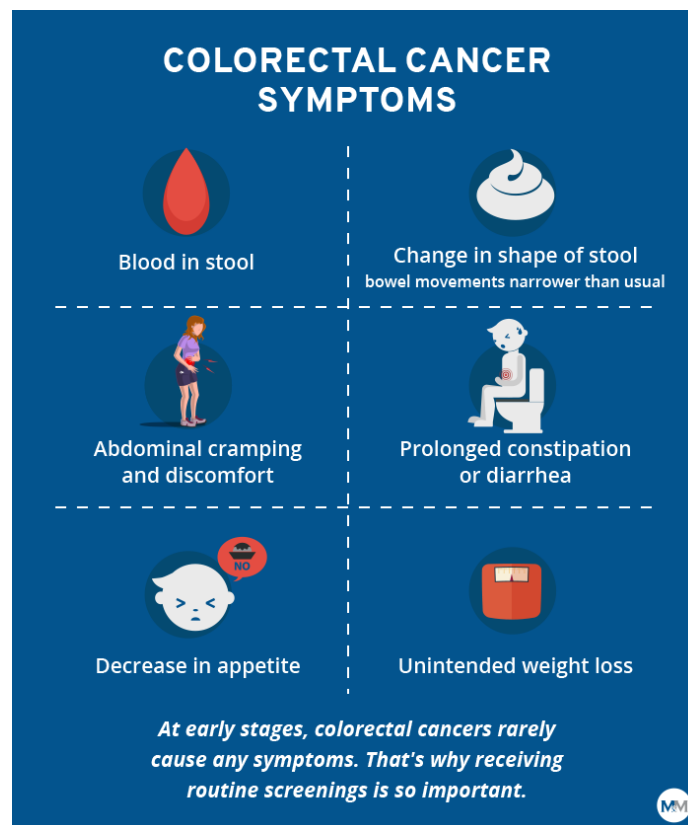 COLORECTAL CANCER
SYMPTOMS
Blood in stool
Change in shape of stool
bowel movements narrower than usual
Abdominal cramping
and discomfort
Prolonged constipation
or diarrhea
NO
Decrease in appetite
Unintended weight loss
At early stages, colorectal cancers rarely
cause any symptoms. That's why receiving
routine screenings is so important.
MM